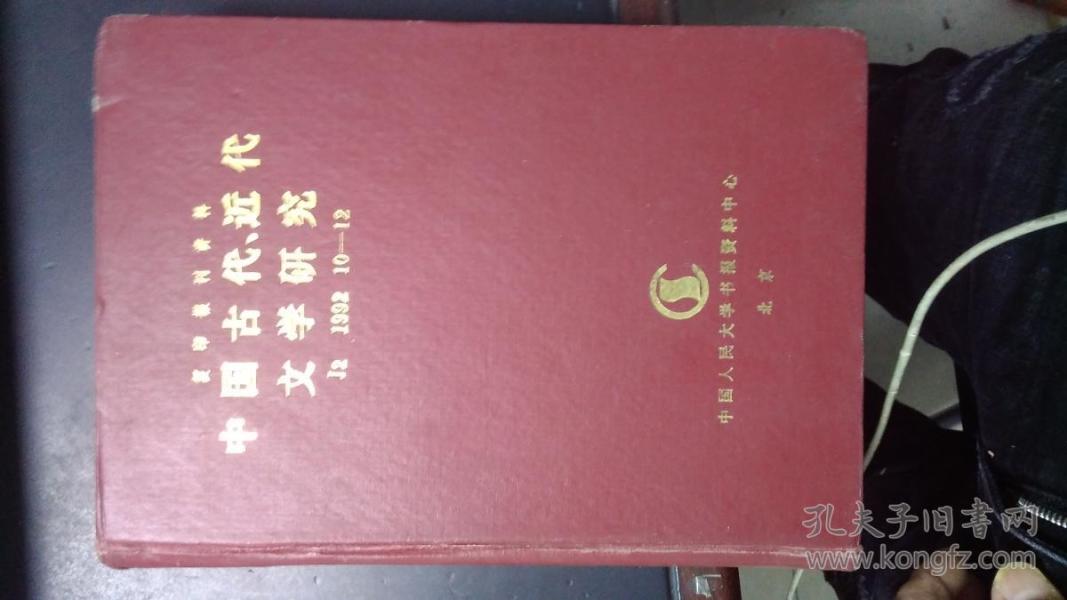 复印报刊资料
中国古代、近代
文学研究
J2 1992 10—12
中国人民大学书报资料中心
北京
孔夫子旧书网
www.kongfz.com